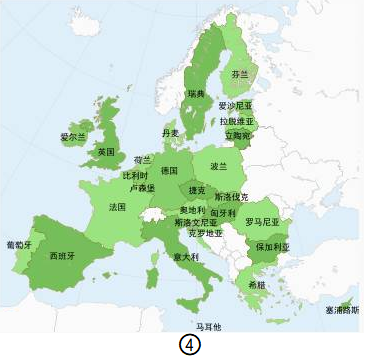 芬兰
瑞典
爱沙尼亚
拉脱维亚
立陶宛
丹麦
爱尔兰
英国
荷兰
德国
波兰
比利时
卢森堡
捷克
斯洛伐克
法国
奥地利
匈牙利
斯洛文尼亚
罗马尼亚
克罗地亚
葡萄牙
西班牙
意大利
保加利亚
希腊
塞浦路斯
马耳他
④